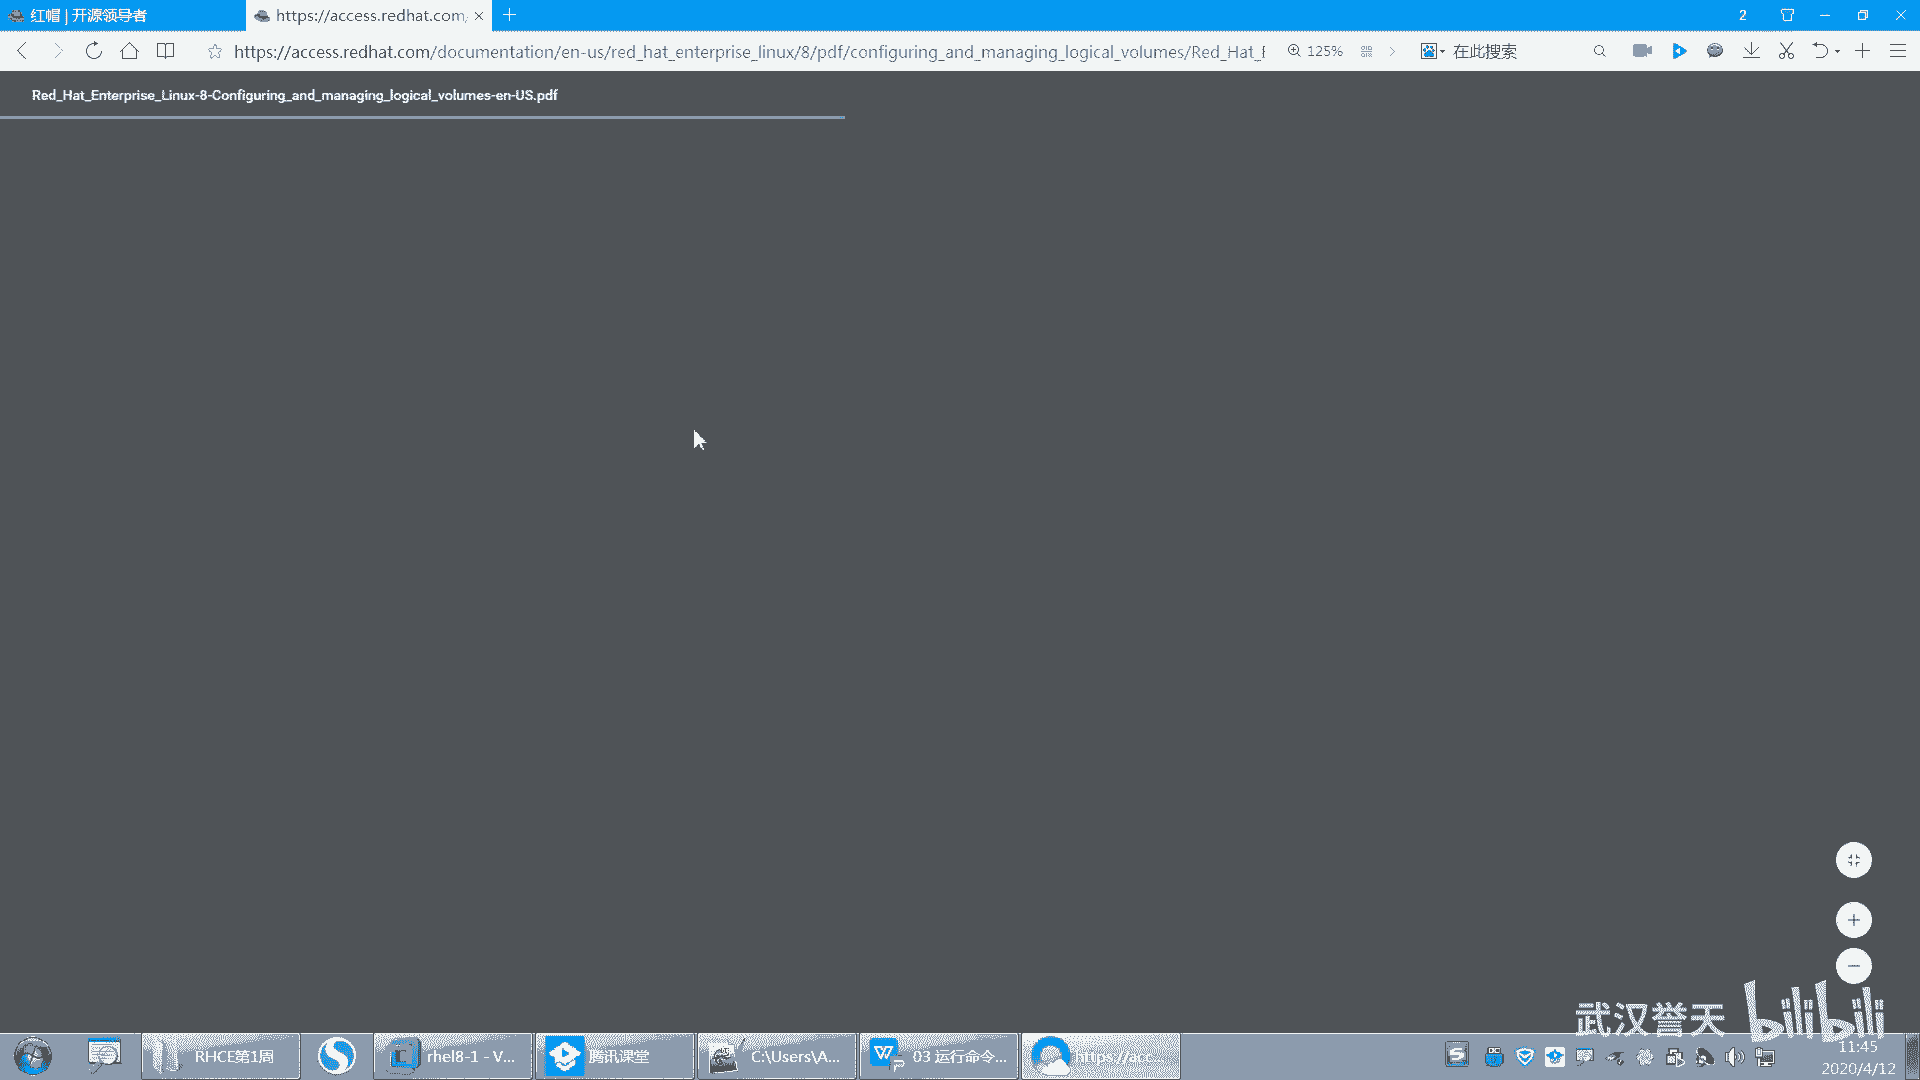 红帽 | 开源领导者
https://access.redhat.com,
2
https://access.redhat.com/documentation/en-us/red_hat_enterprise_linux/8/pdf/configuring_and_managing_logical_volumes/Red_Hat_E
125%
在此搜索
Red_Hat_Enterprise_Linux-8-Configuring_and_managing_logical_volumes-en-US.pdf
武汉誉天
bilibili
RHCE第1周
rhel8-1 - V...
腾讯课堂
C:\Users\A...
03 运行命令...
https://acc...
11:45
2020/4/12